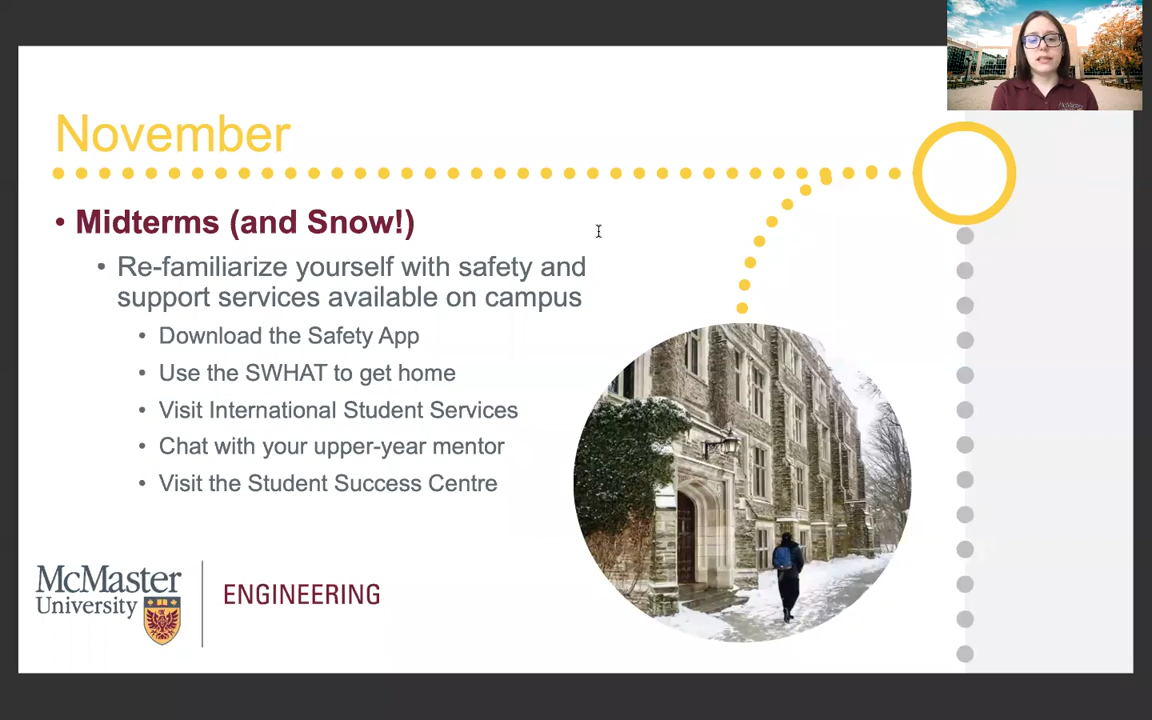 November
• Midterms (and Snow!)
• Re-familiarize yourself with safety and
support services available on campus
• Download the Safety App
• Use the SWHAT to get home
• Visit International Student Services
• Chat with your upper-year mentor
• Visit the Student Success Centre
McMaster
University
ENGINEERING
McMaster